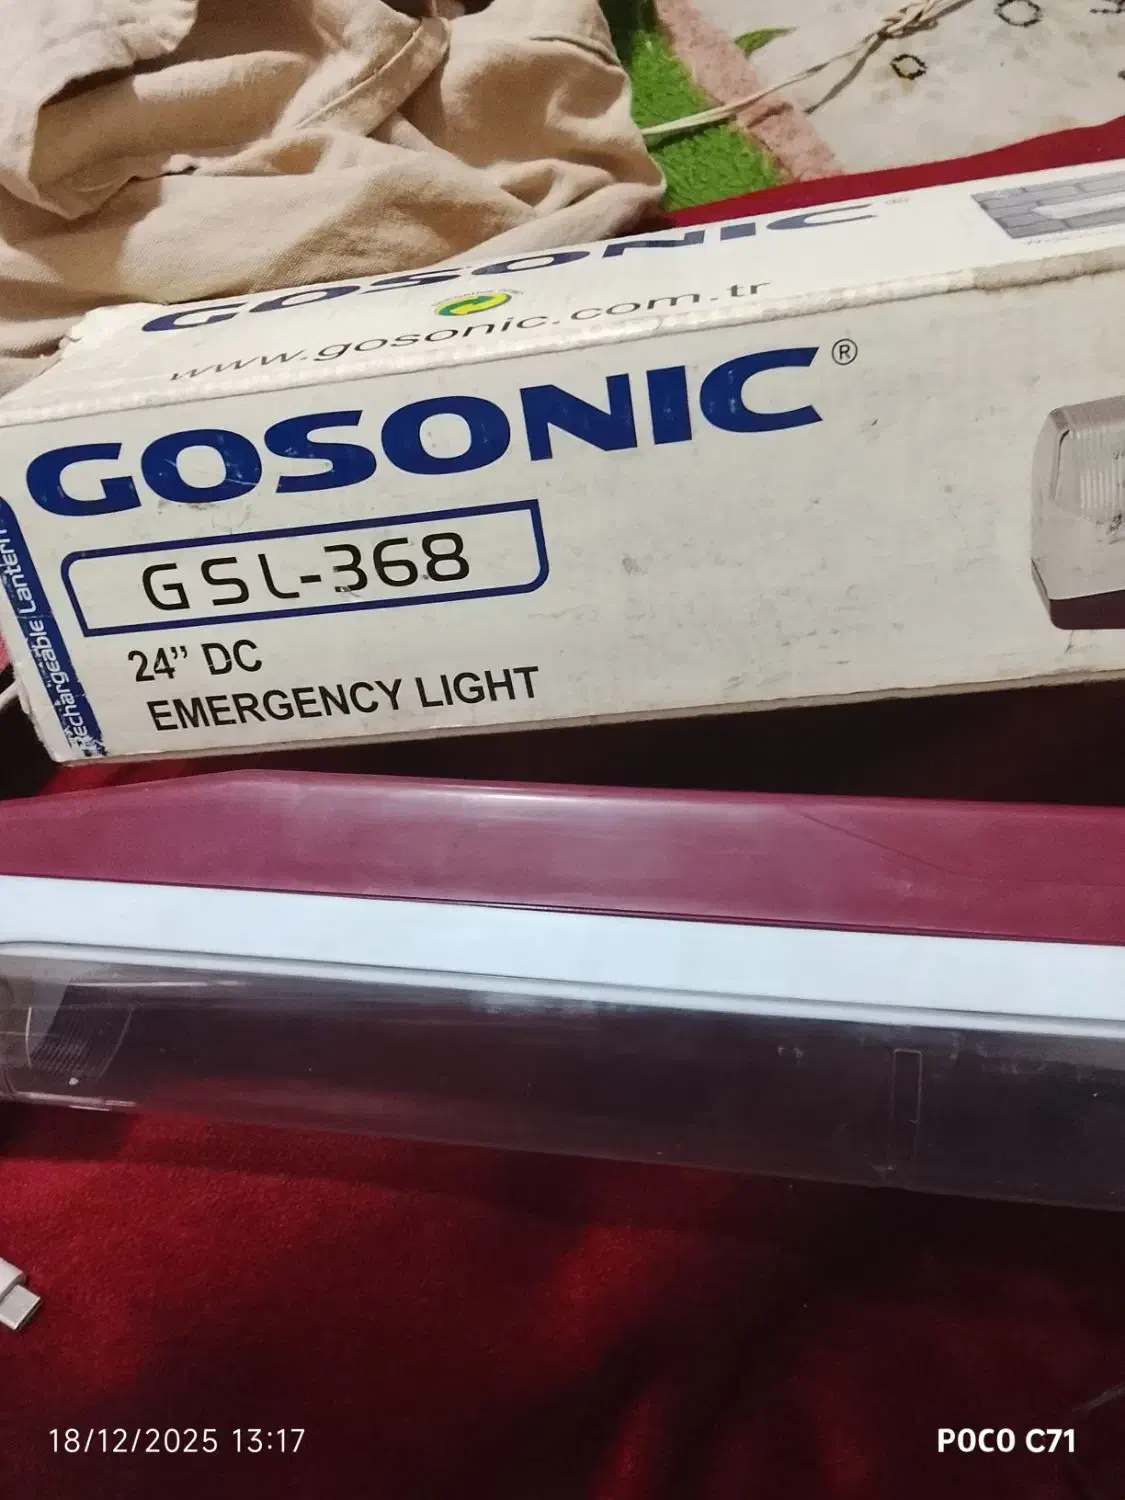 GOSONIC®
www.gosonic.com.tr
GOSONIC®
GSL-368
24” DC
EMERGENCY LIGHT
Rechargeable Lantern
18/12/2025 13:17
POCO C71